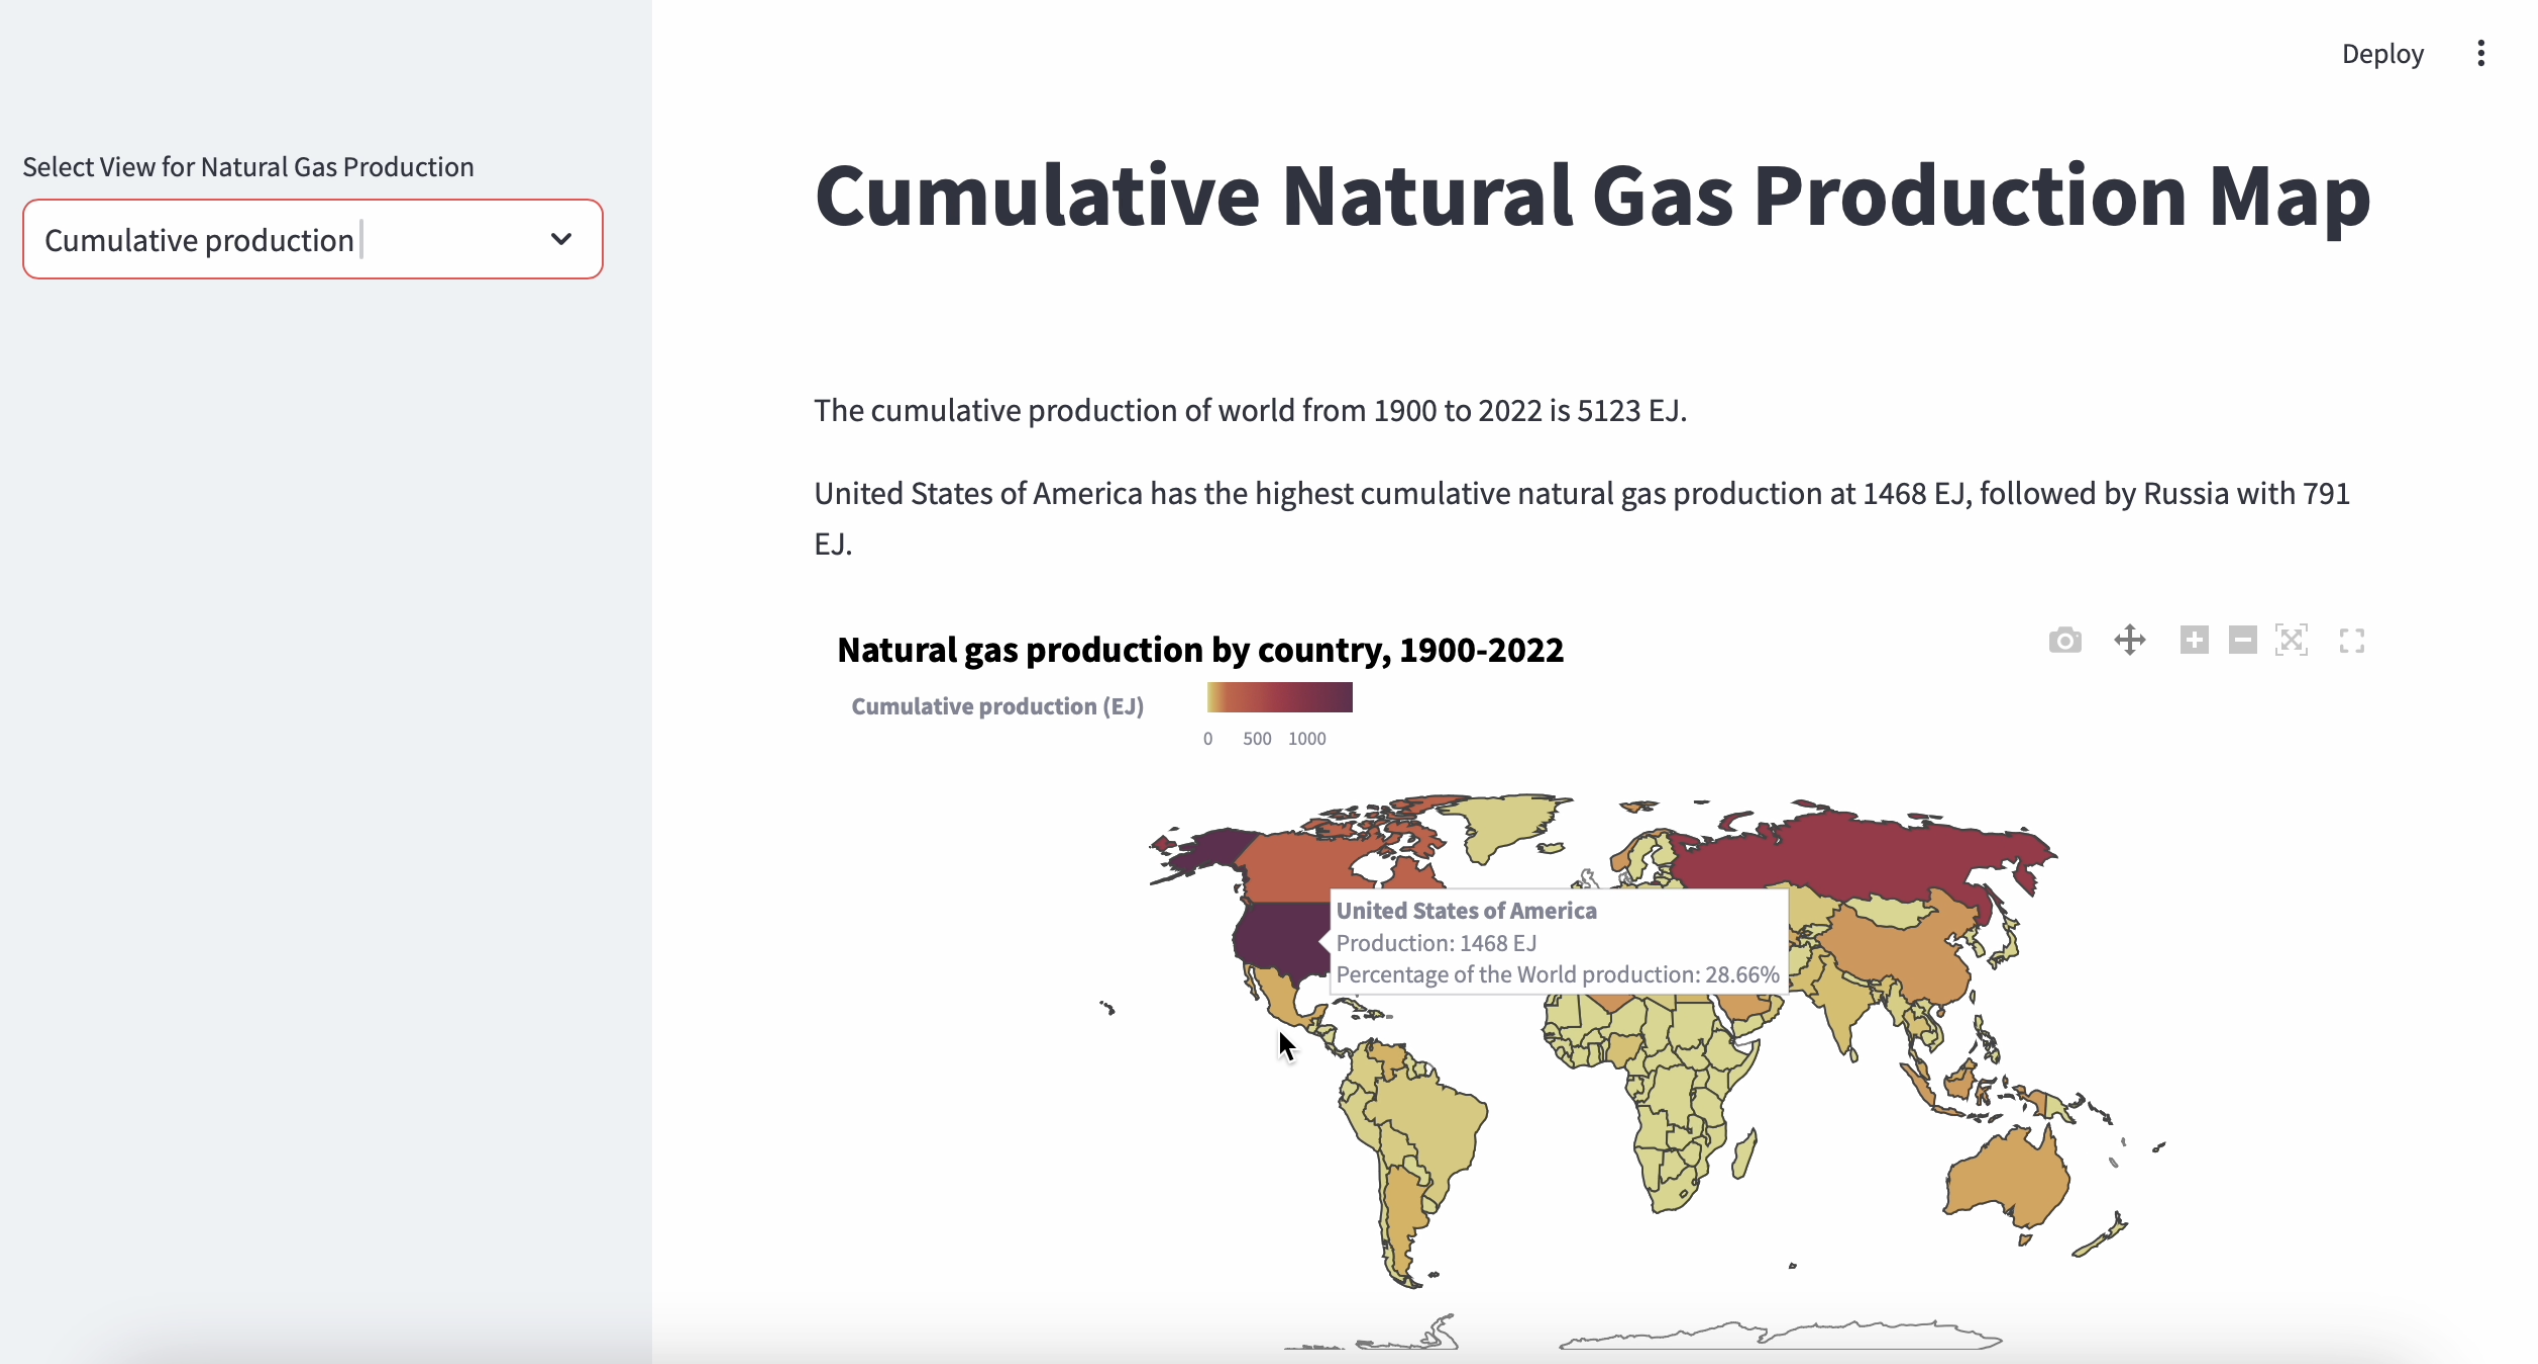 Deploy
Select View for Natural Gas Production
Cumulative production
Cumulative Natural Gas Production Map
The cumulative production of world from 1900 to 2022 is 5123 EJ.
United States of America has the highest cumulative natural gas production at 1468 EJ, followed by Russia with 791
EJ.
Natural gas production by country, 1900-2022
Cumulative production (EJ)
0 500 1000
United States of America
Production: 1468 EJ
Percentage of the World production: 28.66%